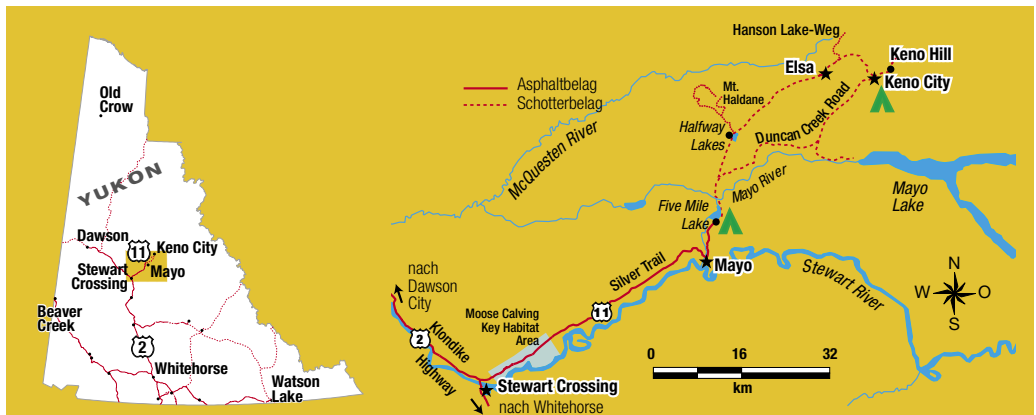 Old
Crow
YUKON
Dawson
11
Keno City
Mayo
Stewart
Crossing
Beaver
Creek
2
Whitehorse
Watson
Lake
Asphaltbelag
Schotterbelag
Hanson Lake-Weg
Keno Hill
Elsa
Keno City
Mt.
Haldane
Halfway
Lakes
Duncan Creek Road
McQuesten River
Mayo River
Mayo
Lake
Five Mile
Lake
Mayo
Silver Trail
Stewart River
11
nach
Dawson
City
Moose Calving
Key Habitat
Area
2
Klondike
Highway
Stewart Crossing
nach Whitehorse
N
W
O
S
0 16 32
km